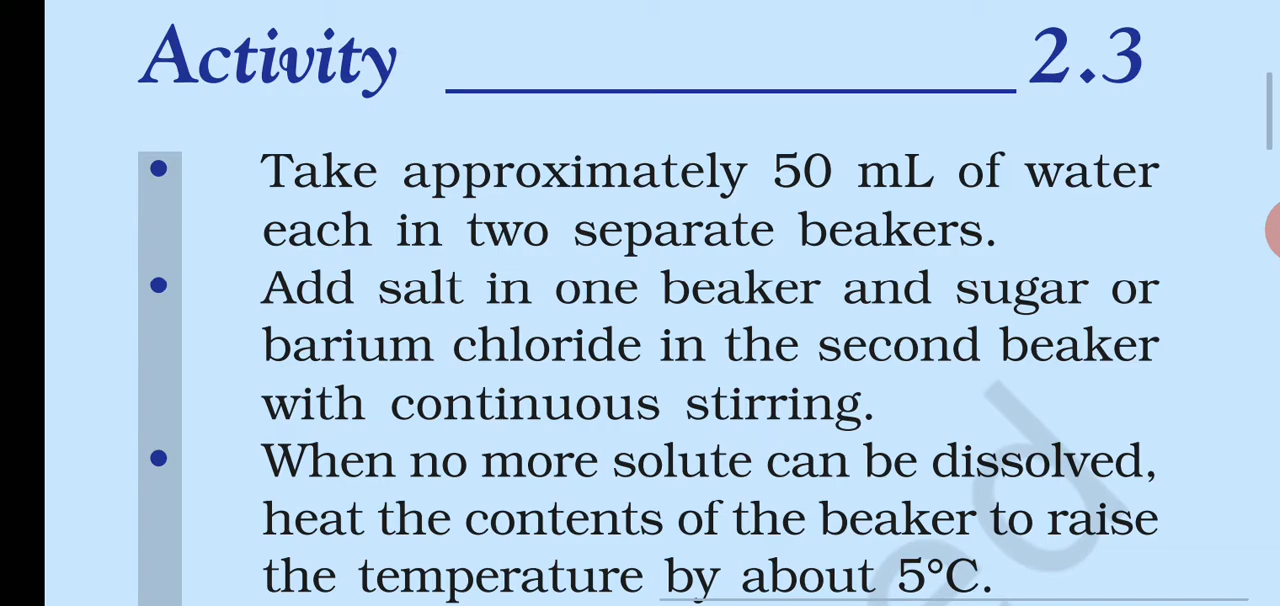 Activity 2.3
• Take approximately 50 mL of water
each in two separate beakers.
• Add salt in one beaker and sugar or
barium chloride in the second beaker
with continuous stirring.
• When no more solute can be dissolved,
heat the contents of the beaker to raise
the temperature by about 5°C.